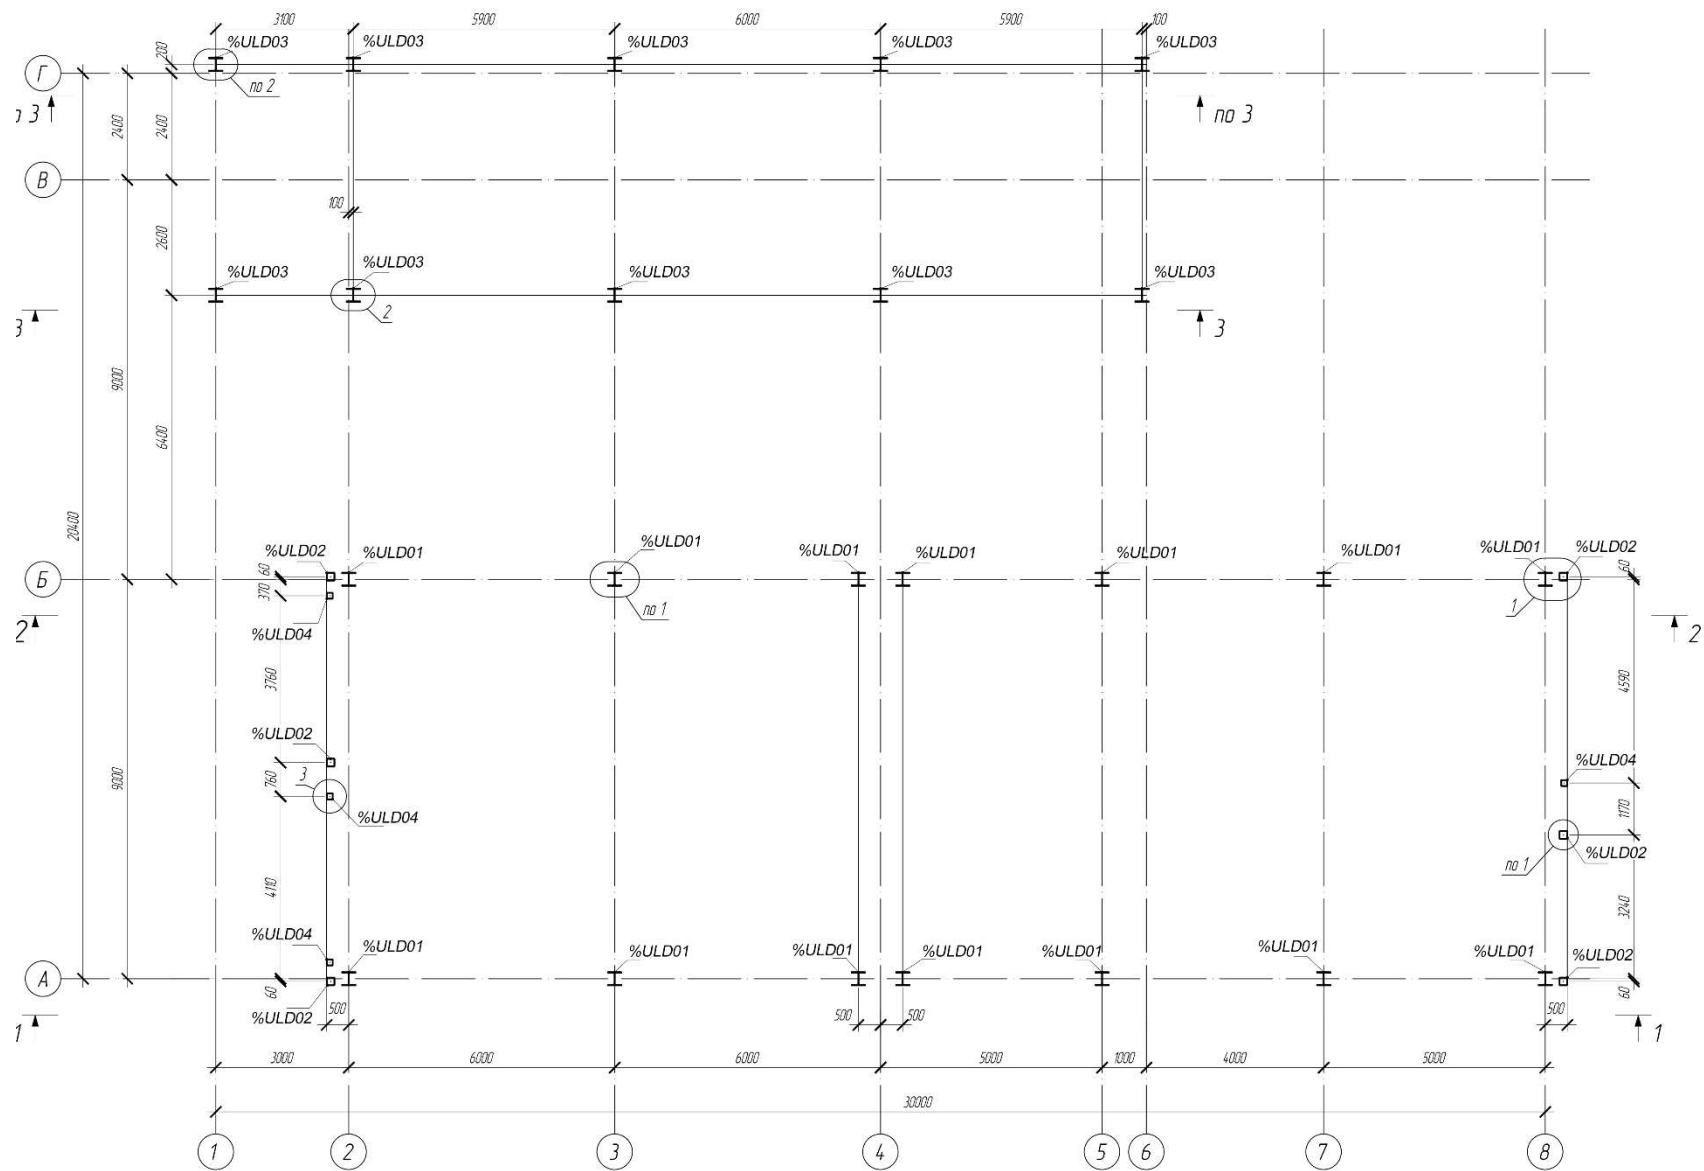 3100 5900 6000 5900 100
%ULD03 %ULD03 %ULD03 %ULD03 %ULD03
200
Г
по 2
3 по 3
2400 2400
В
100
2600
%ULD03 %ULD03 %ULD03 %ULD03 %ULD03
2
3 3
9000
6400
20400
%ULD02 %ULD01 %ULD01 %ULD01 %ULD01 %ULD01 %ULD01 %ULD01 %ULD02
60 60
Б
370
по 1 1
%ULD04
2 2
3760 4590
%ULD02
%ULD04
9000 760 3
%ULD04
1170
%ULD02
по 1
4110 3240
%ULD04 %ULD01 %ULD01 %ULD01 %ULD01 %ULD01 %ULD01 %ULD01 %ULD02
А
60 60
%ULD02 500 500 500 500
1 1
3000 6000 6000 5000 1000 4000 5000
30000
1 2 3 4 5 6 7 8